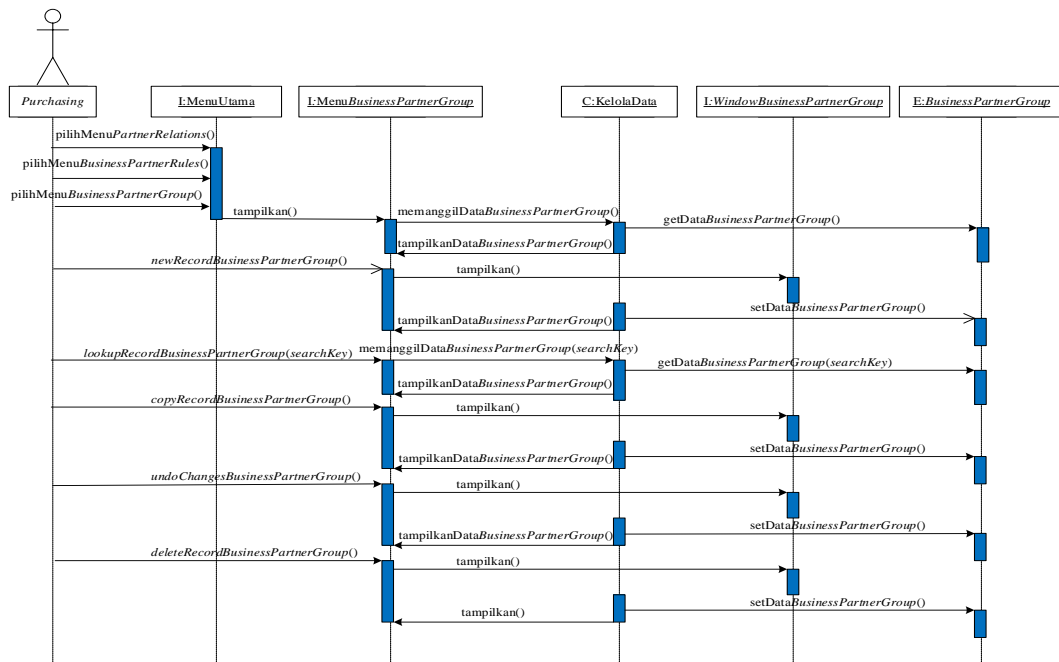 Purchasing
I:MenuUtama
I:MenuBusinessPartnerGroup
C:KelolaData
I:WindowBusinessPartnerGroup
E:BusinessPartnerGroup
pilihMenuPartnerRelations()
pilihMenuBusinessPartnerRules()
pilihMenuBusinessPartnerGroup()
tampilkan()
memanggilDataBusinessPartnerGroup()
getDataBusinessPartnerGroup()
tampilkanDataBusinessPartnerGroup()
newRecordBusinessPartnerGroup()
tampilkan()
setDataBusinessPartnerGroup()
tampilkanDataBusinessPartnerGroup()
lookupRecordBusinessPartnerGroup(searchKey)
memanggilDataBusinessPartnerGroup(searchKey)
getDataBusinessPartnerGroup(searchKey)
tampilkanDataBusinessPartnerGroup()
copyRecordBusinessPartnerGroup()
tampilkan()
setDataBusinessPartnerGroup()
tampilkanDataBusinessPartnerGroup()
undoChangesBusinessPartnerGroup()
tampilkan()
setDataBusinessPartnerGroup()
tampilkanDataBusinessPartnerGroup()
deleteRecordBusinessPartnerGroup()
tampilkan()
setDataBusinessPartnerGroup()
tampilkan()